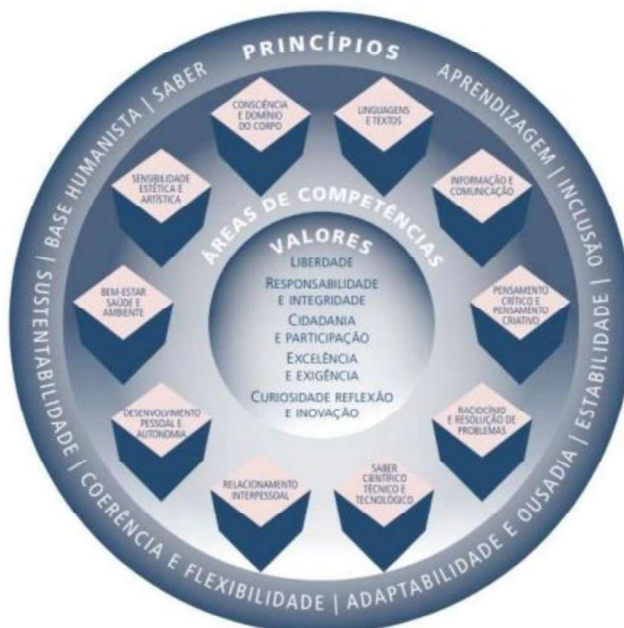 PRINCÍPIOS
BASE HUMANISTA | SABER
APRENDIZAGEM | INCLUSÃO |
ESTABILIDADE |
ADAPTABILIDADE E OUSADIA |
COERÊNCIA E FLEXIBILIDADE |
SUSTENTABILIDADE |
ÁREAS DE COMPETÊNCIAS
LINGUAGENS
E TEXTOS
INFORMAÇÃO E
COMUNICAÇÃO
PENSAMENTO
CRÍTICO E
PENSAMENTO
CRIATIVO
RACIOCÍNIO
E RESOLUÇÃO DE
PROBLEMAS
SABER
CIENTÍFICO
TÉCNICO E
TECNOLÓGICO
RELACIONAMENTO
INTERPESSOAL
DESENVOLVIMENTO
PESSOAL E
AUTONOMIA
BEM-ESTAR
SAÚDE E
AMBIENTE
SENSIBILIDADE
ESTÉTICA E
ARTÍSTICA
CONSCIÊNCIA
E DOMÍNIO
DO CORPO
VALORES
LIBERDADE
RESPONSABILIDADE
E INTEGRIDADE
CIDADANIA
E PARTICIPAÇÃO
EXCELÊNCIA
E EXIGÊNCIA
CURIOSIDADE REFLEXÃO
E INOVAÇÃO